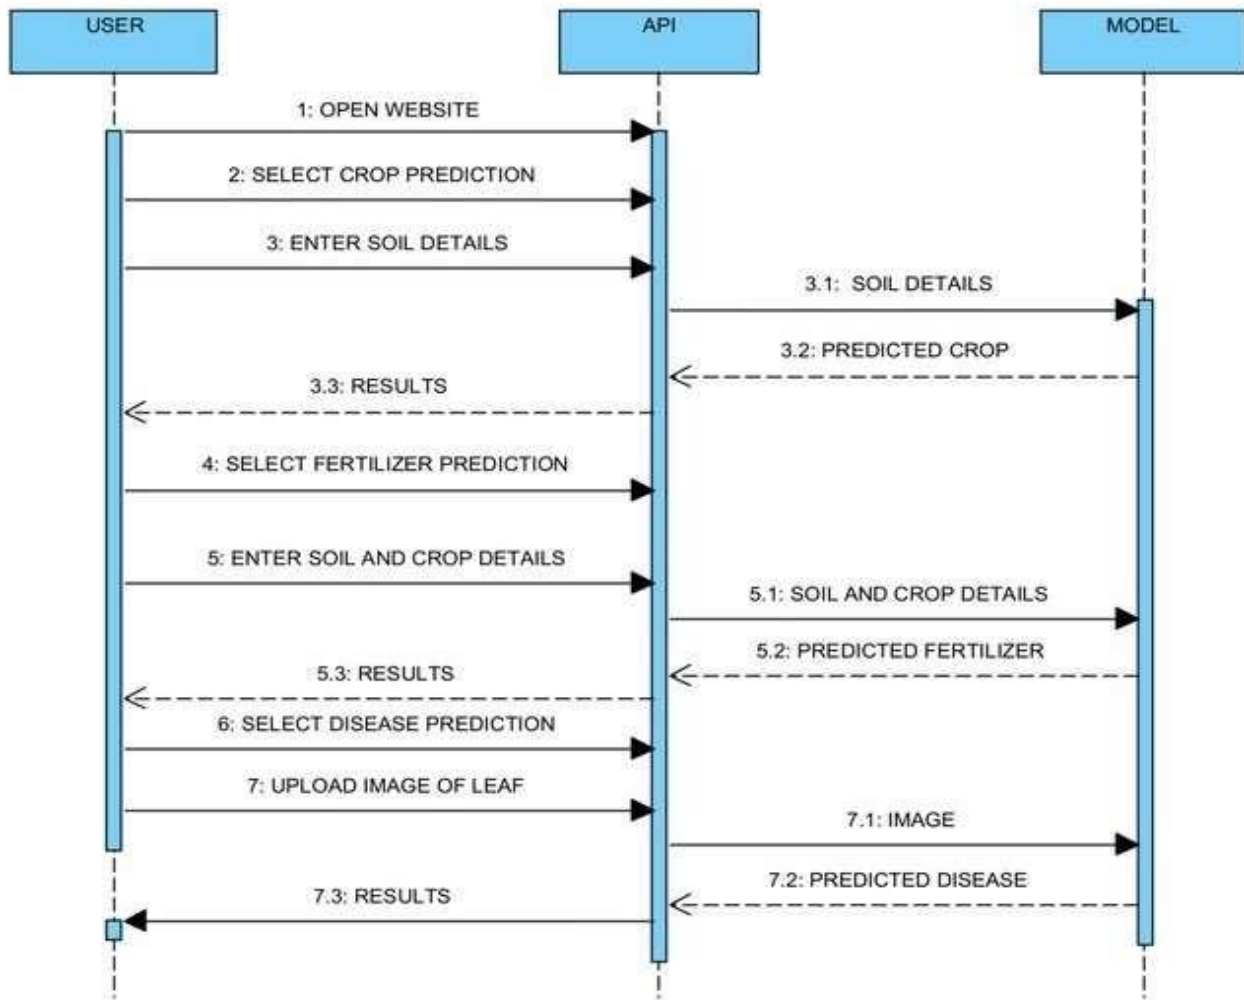 USER
API
MODEL
1: OPEN WEBSITE
2: SELECT CROP PREDICTION
3: ENTER SOIL DETAILS
3.1: SOIL DETAILS
3.2: PREDICTED CROP
3.3: RESULTS
4: SELECT FERTILIZER PREDICTION
5: ENTER SOIL AND CROP DETAILS
5.1: SOIL AND CROP DETAILS
5.2: PREDICTED FERTILIZER
5.3: RESULTS
6: SELECT DISEASE PREDICTION
7: UPLOAD IMAGE OF LEAF
7.1: IMAGE
7.2: PREDICTED DISEASE
7.3: RESULTS